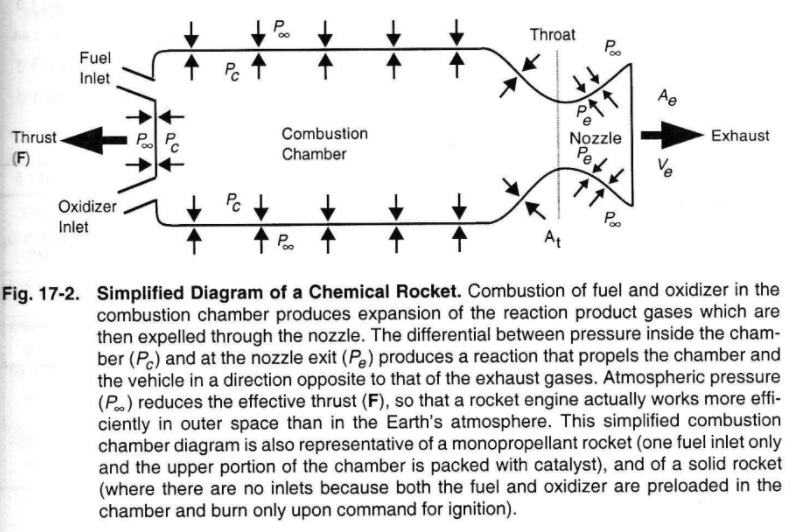 P∞
Throat
P∞
Fuel
Inlet
Pc
Ae
Pe
Thrust
(F)
P∞
Pc
Combustion
Chamber
Nozzle
Exhaust
Pe
Ve
Oxidizer
Inlet
Pc
P∞
At
P∞
Fig. 17-2. Simplified Diagram of a Chemical Rocket. Combustion of fuel and oxidizer in the
combustion chamber produces expansion of the reaction product gases which are
then expelled through the nozzle. The differential between pressure inside the cham-
ber (Pc) and at the nozzle exit (Pe) produces a reaction that propels the chamber and
the vehicle in a direction opposite to that of the exhaust gases. Atmospheric pressure
(P∞) reduces the effective thrust (F), so that a rocket engine actually works more effi-
ciently in outer space than in the Earth's atmosphere. This simplified combustion
chamber diagram is also representative of a monopropellant rocket (one fuel inlet only
and the upper portion of the chamber is packed with catalyst), and of a solid rocket
(where there are no inlets because both the fuel and oxidizer are preloaded in the
chamber and burn only upon command for ignition).